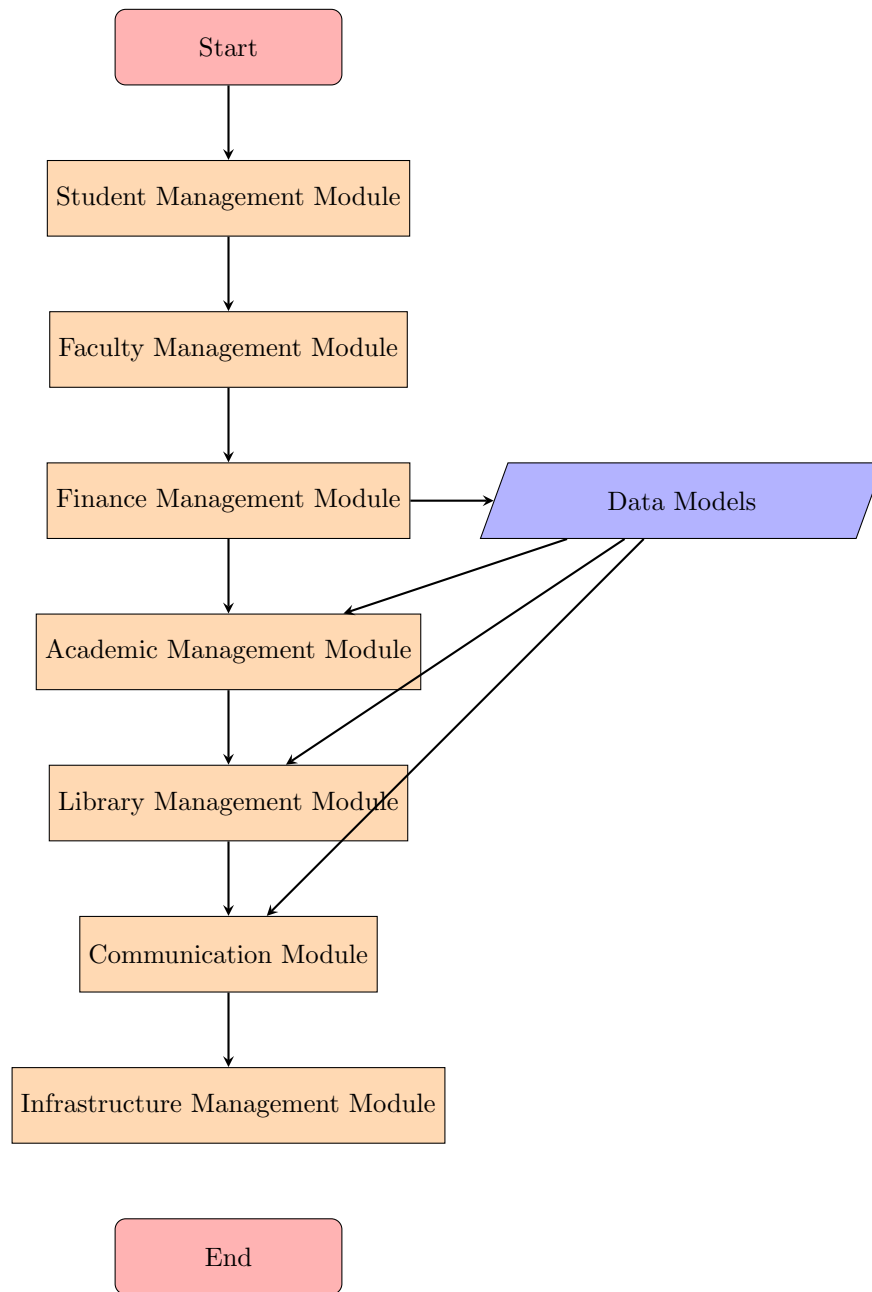 Start
Student Management Module
Faculty Management Module
Finance Management Module
Data Models
Academic Management Module
Library Management Module
Communication Module
Infrastructure Management Module
End